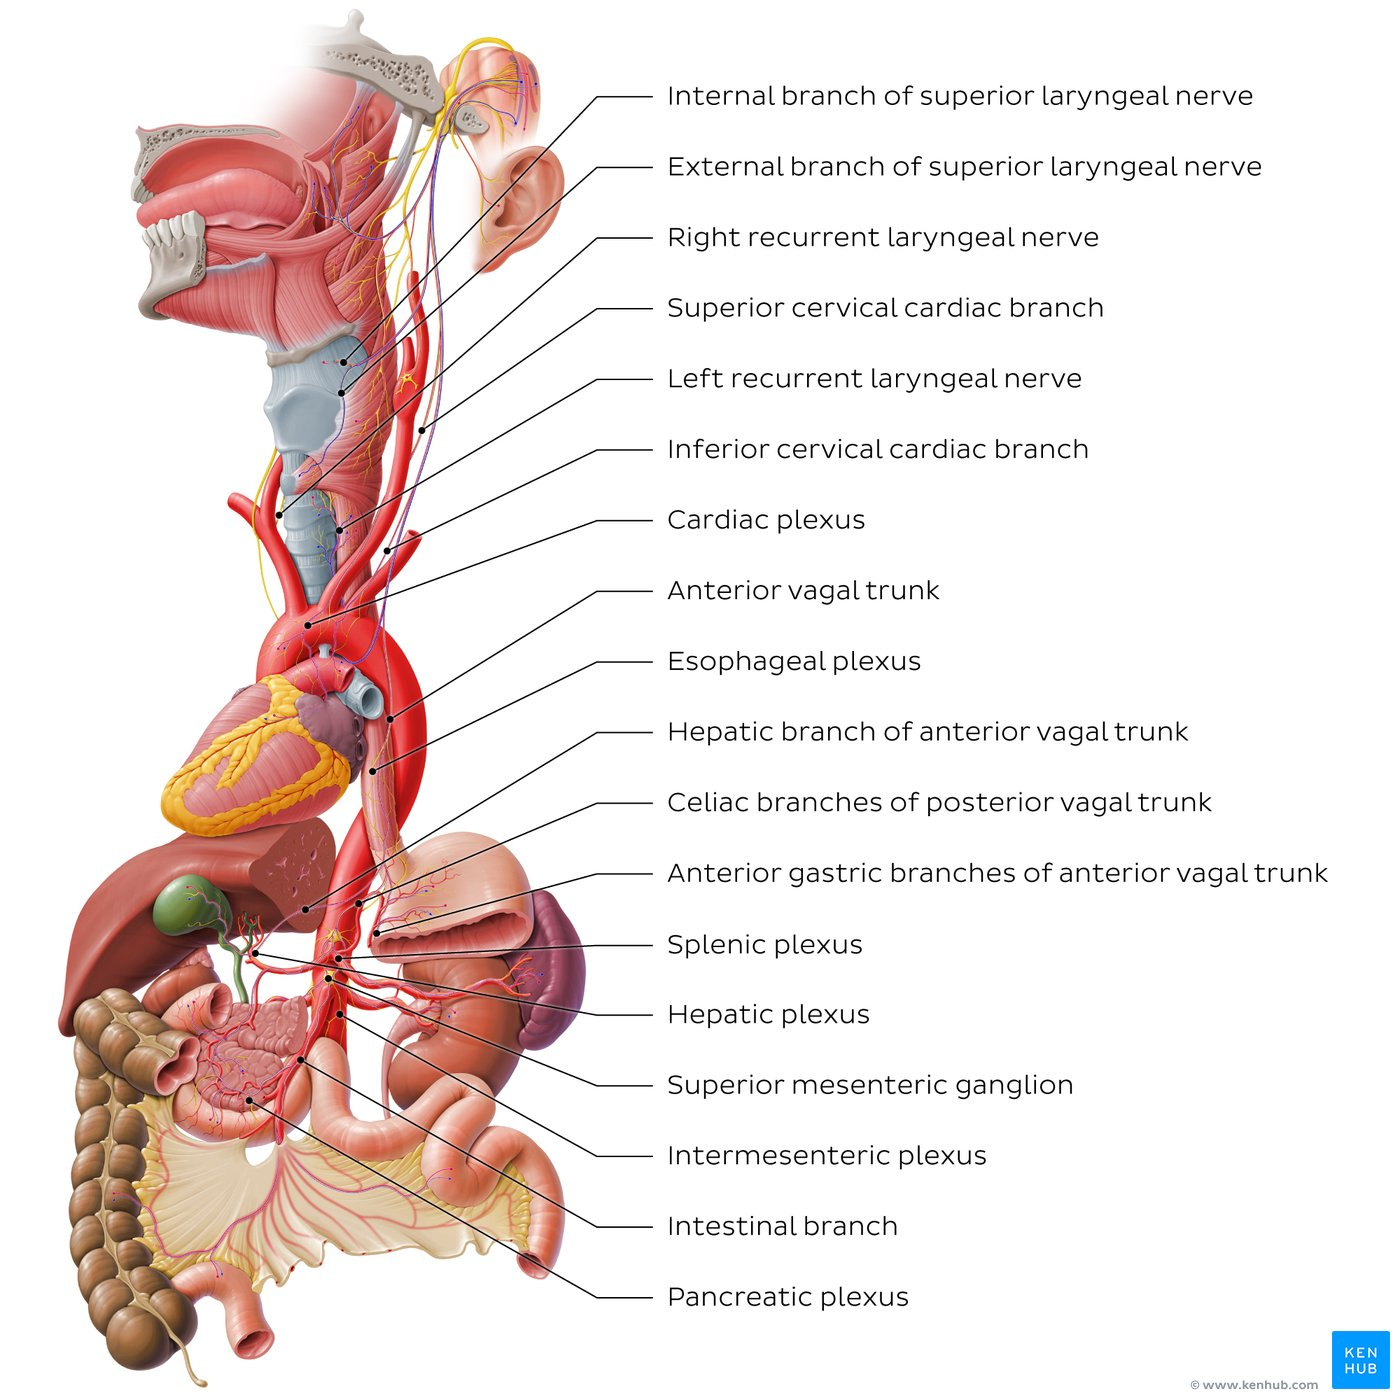 Internal branch of superior laryngeal nerve
External branch of superior laryngeal nerve
Right recurrent laryngeal nerve
Superior cervical cardiac branch
Left recurrent laryngeal nerve
Inferior cervical cardiac branch
Cardiac plexus
Anterior vagal trunk
Esophageal plexus
Hepatic branch of anterior vagal trunk
Celiac branches of posterior vagal trunk
Anterior gastric branches of anterior vagal trunk
Splenic plexus
Hepatic plexus
Superior mesenteric ganglion
Intermesenteric plexus
Intestinal branch
Pancreatic plexus
KEN
HUB
© www.kenhub.com